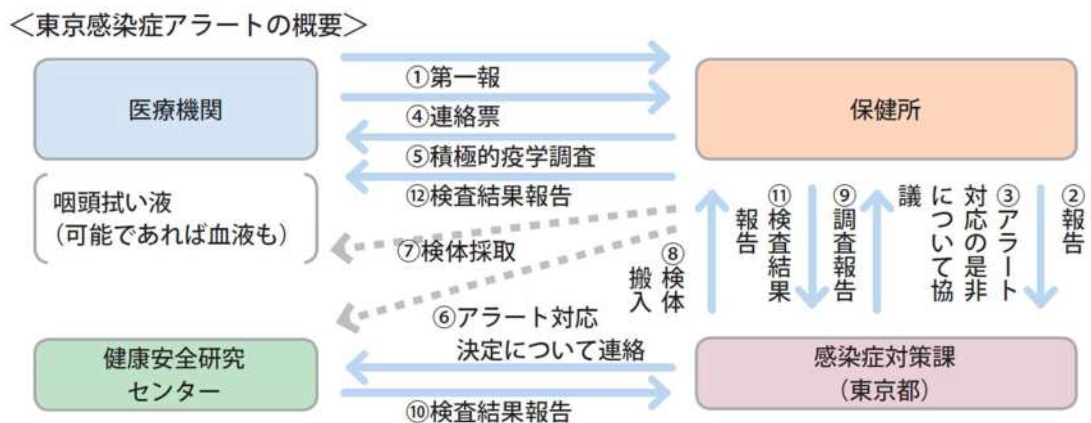 ＜東京感染症アラートの概要＞
医療機関
①第一報
④連絡票
⑤積極的疫学調査
⑫検査結果報告
保健所
咽頭拭い液
（可能であれば血液も）
⑦検体採取
⑧検体
搬入
⑪検査結果
報告
⑨調査報告
③アラート
対応の是非
について協
議
②報告
⑥アラート対応
決定について連絡
健康安全研究
センター
⑩検査結果報告
感染症対策課
（東京都）